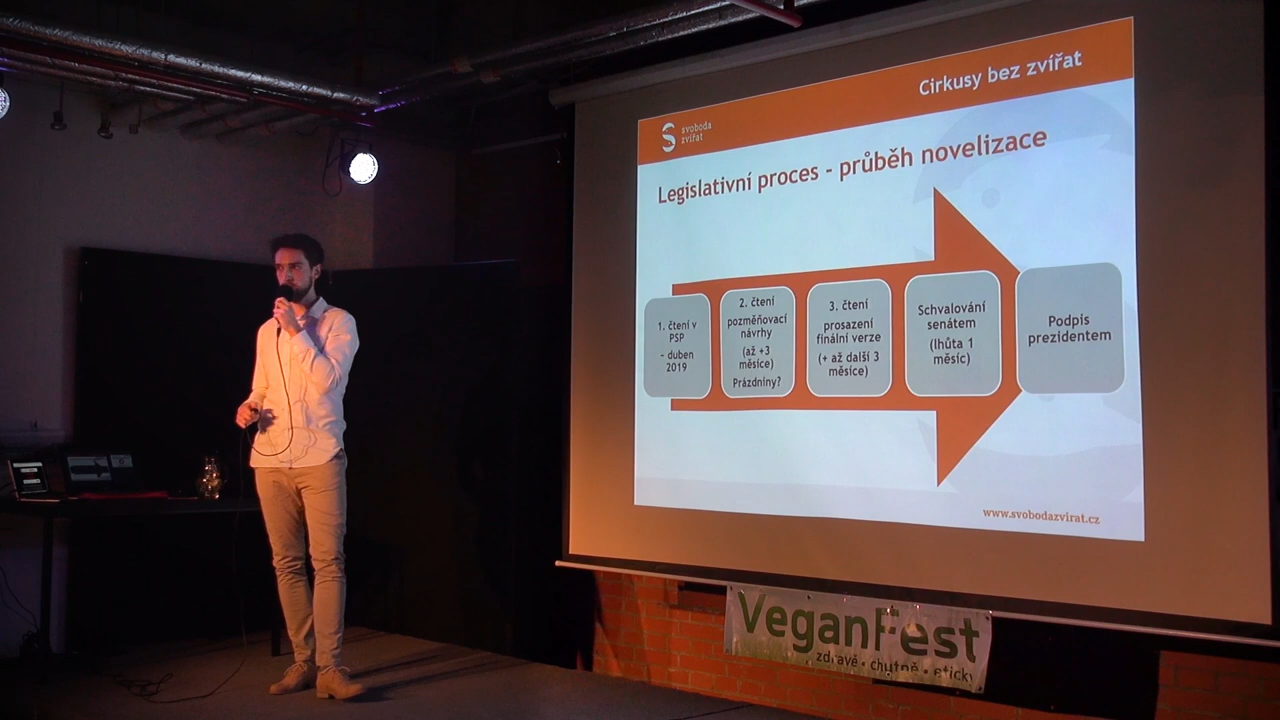 Cirkusy bez zvířat
svoboda
zvířat
Legislativní proces - průběh novelizace
1. čtení v
PSP
- duben
2019
2. čtení
pozměňovací
návrhy
(až +3
měsíce)
Prázdniny?
3. čtení
prosazení
finální verze
(+ až další 3
měsíce)
Schvalování
senátem
(lhůta 1
měsíc)
Podpis
prezidentem
www.svobodazvirat.cz
VeganFest
zdravě • chutně • eticky